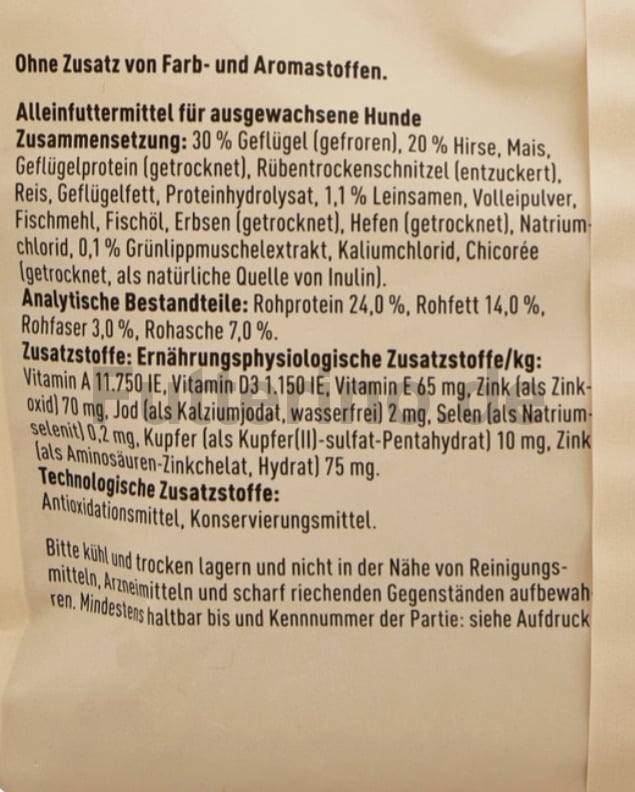 Ohne Zusatz von Farb- und Aromastoffen.
Alleinfuttermittel für ausgewachsene Hunde
Zusammensetzung: 30 % Geflügel (gefroren), 20 % Hirse, Mais,
Geflügelprotein (getrocknet), Rübentrockenschnitzel (entzuckert),
Reis, Geflügelfett, Proteinhydrolysat, 1,1 % Leinsamen, Volleipulver,
Fischmehl, Fischöl, Erbsen (getrocknet), Hefen (getrocknet), Natrium-
chlorid, 0,1 % Grünlippmuschelextrakt, Kaliumchlorid, Chicorée
(getrocknet, als natürliche Quelle von Inulin).
Analytische Bestandteile: Rohprotein 24,0 %, Rohfett 14,0 %,
Rohfaser 3,0 %, Rohasche 7,0 %.
Zusatzstoffe: Ernährungsphysiologische Zusatzstoffe/kg:
Vitamin A 11.750 IE, Vitamin D3 1.150 IE, Vitamin E 65 mg, Zink (als Zink-
oxid) 70 mg, Jod (als Kalziumjodat, wasserfrei) 2 mg, Selen (als Natrium-
selenit) 0,2 mg, Kupfer (als Kupfer(II)-sulfat-Pentahydrat) 10 mg, Zink
(als Aminosäuren-Zinkchelat, Hydrat) 75 mg.
Technologische Zusatzstoffe:
Antioxidationsmittel, Konservierungsmittel.
Bitte kühl und trocken lagern und nicht in der Nähe von Reinigungs-
mitteln, Arzneimitteln und scharf riechenden Gegenständen aufbewah
ren. Mindestens haltbar bis und Kennnummer der Partie: siehe Aufdruck